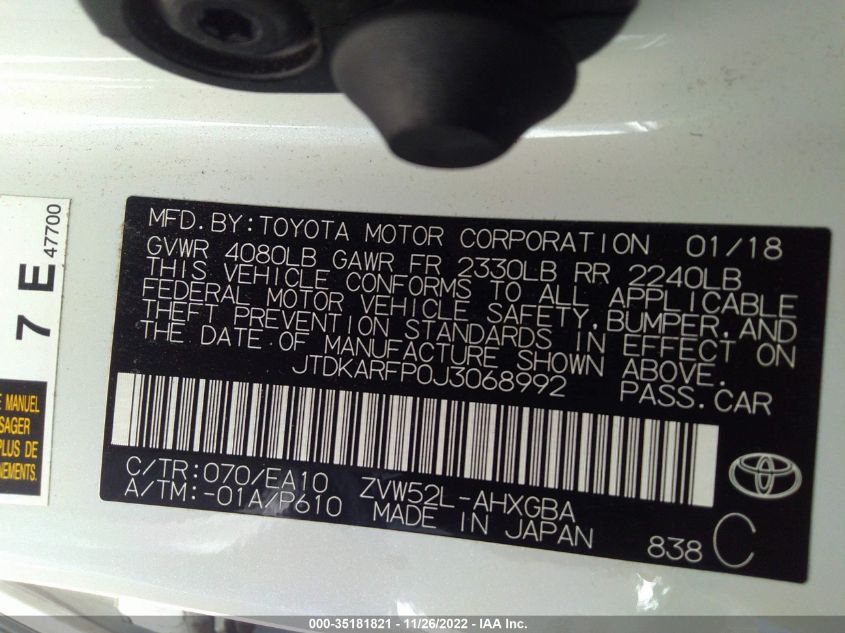 MFD. BY: TOYOTA MOTOR CORPORATION 01/18
GVWR 4080LB GAWR FR 2330LB RR 2240LB
THIS VEHICLE CONFORMS TO ALL APPLICABLE
FEDERAL MOTOR VEHICLE SAFETY, BUMPER, AND
THEFT PREVENTION STANDARDS IN EFFECT ON
THE DATE OF MANUFACTURE SHOWN ABOVE.
JTDKARFP0J3068992 PASS. CAR
C/TR: 070/EA10 ZVW52L-AHXGBA
A/TM: -01A/P610 MADE IN JAPAN
838 C
7 E 47700
MANUEL
PLUS DE
000-35181821 - 11/26/2022 - IAA Inc.